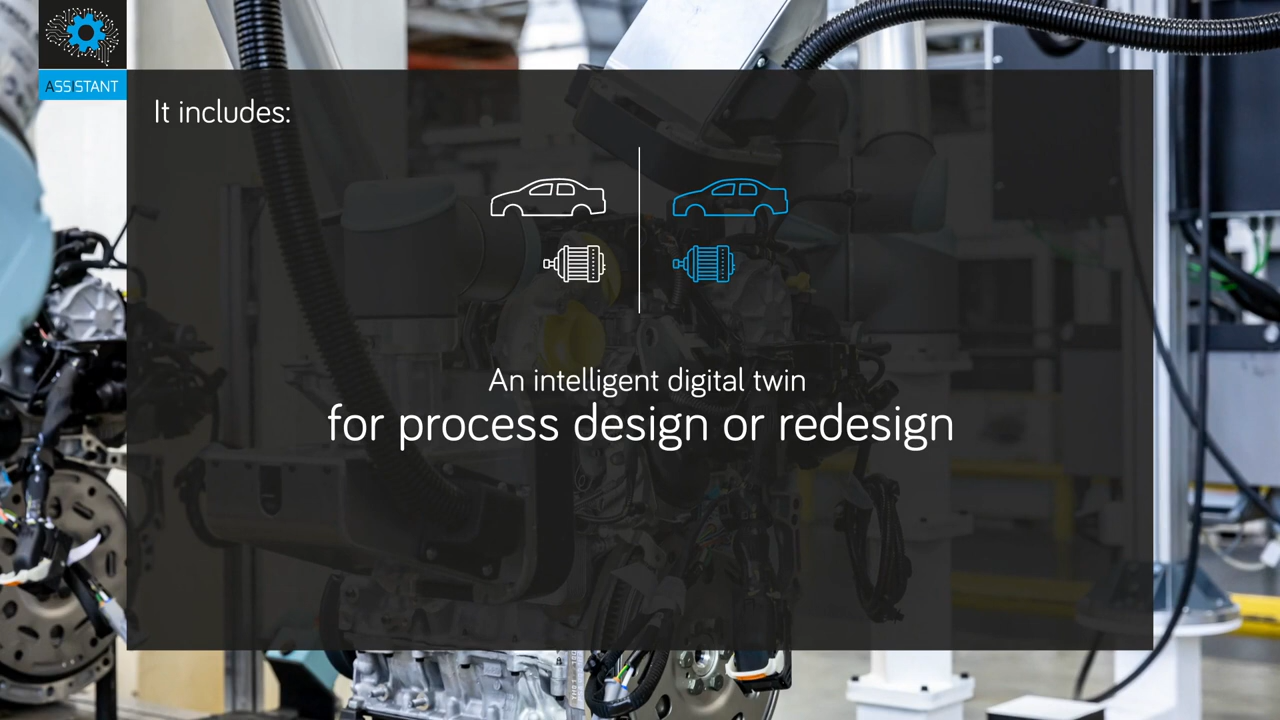 ASSISTANT
It includes:
An intelligent digital twin
for process design or redesign